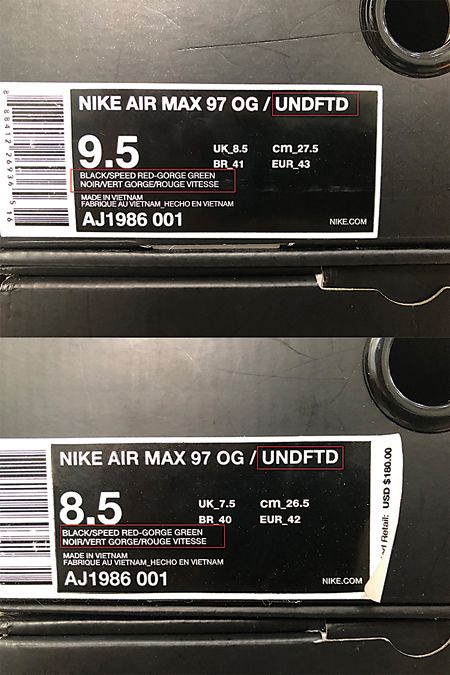 NIKE AIR MAX 97 OG / UNDFTD
9.5
UK_8.5 cm_27.5
BR_41 EUR_43
BLACK/SPEED RED-GORGE GREEN
NOIR/VERT GORGE/ROUGE VITESSE
MADE IN VIETNAM
FABRIQUE AU VIETNAM_HECHO EN VIETNAM
AJ1986 001
NIKE.COM
NIKE AIR MAX 97 OG / UNDFTD
8.5
UK_7.5 cm_26.5
BR_40 EUR_42
BLACK/SPEED RED-GORGE GREEN
NOIR/VERT GORGE/ROUGE VITESSE
MADE IN VIETNAM
FABRIQUE AU VIETNAM_HECHO EN VIETNAM
AJ1986 001
NIKE.COM
Retail: USD $180.00